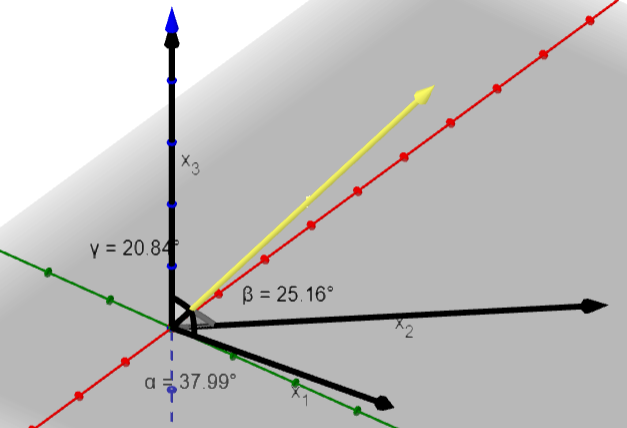 x₃
γ = 20.84°
β = 25.16°
x₂
α = 37.99°
x₁